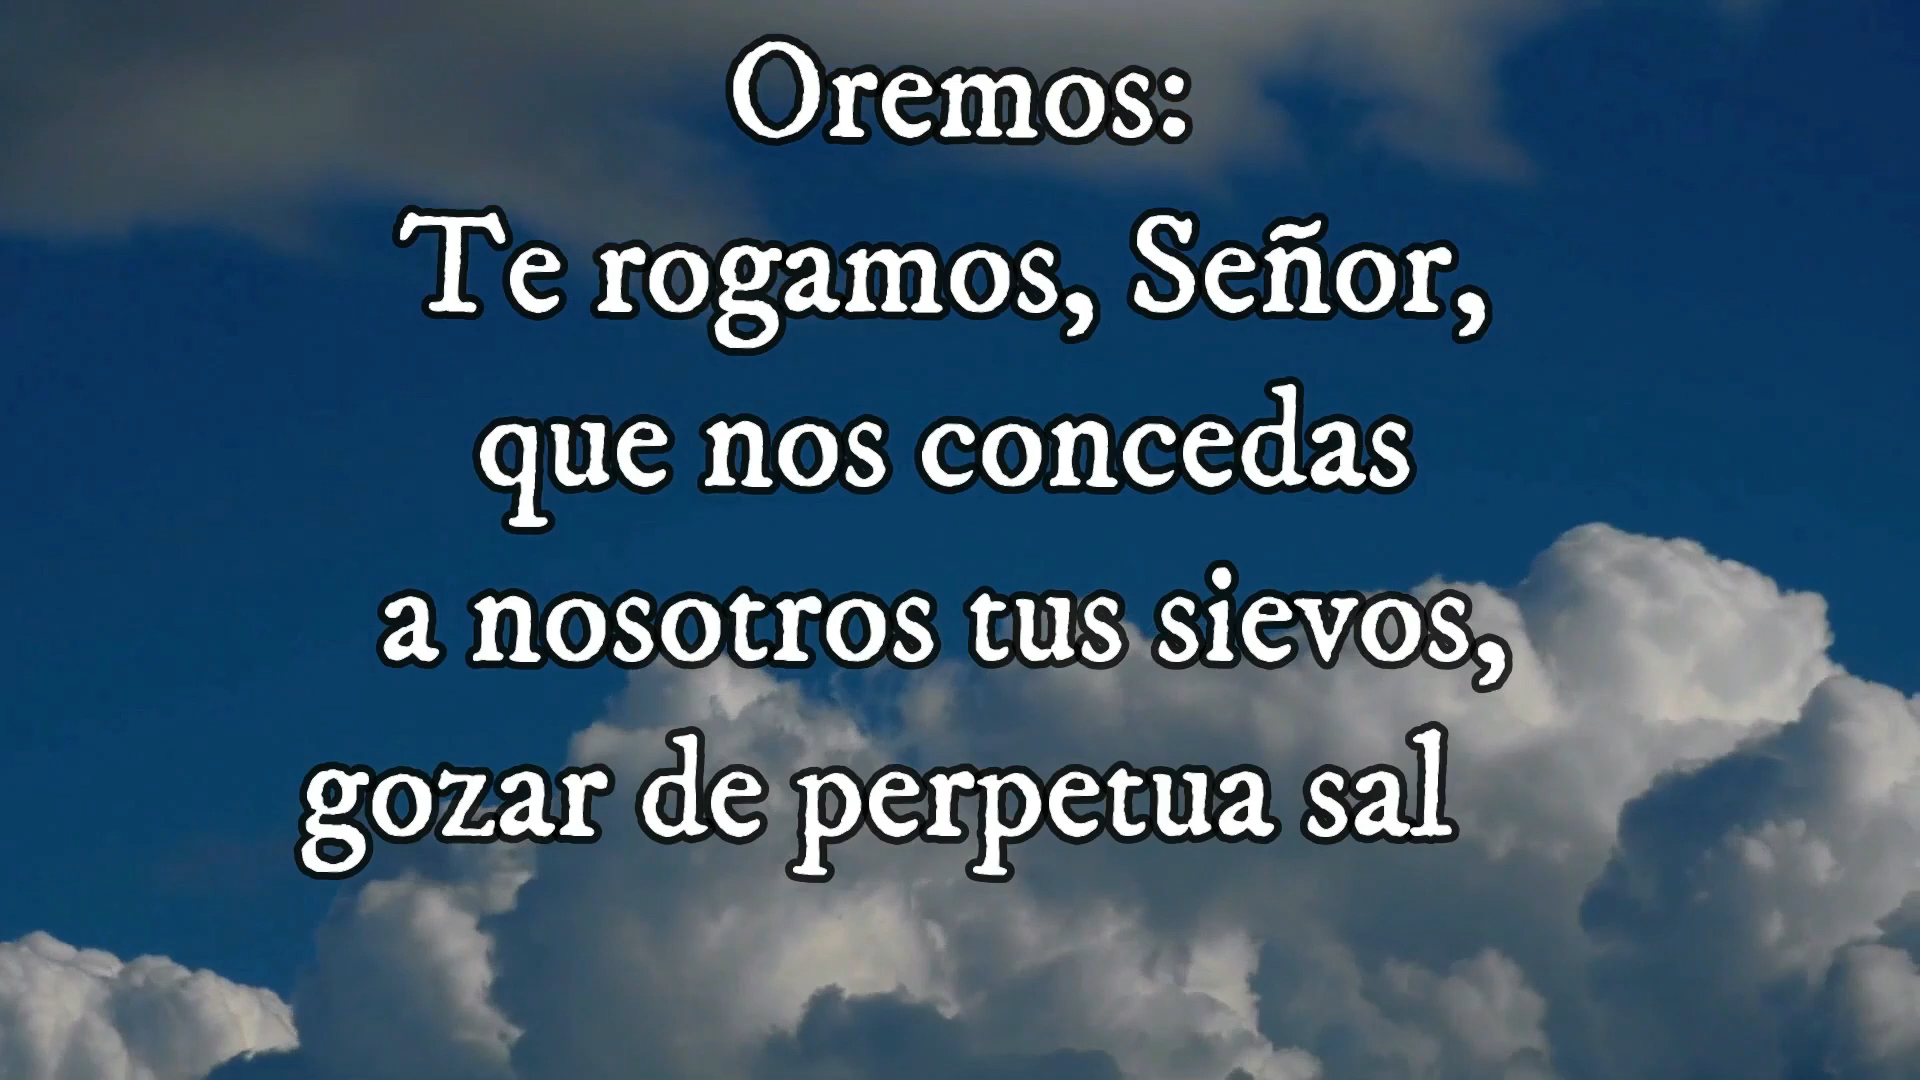 Oremos:
Te rogamos, Señor,
que nos concedas
a nosotros tus sievos,
gozar de perpetua sal